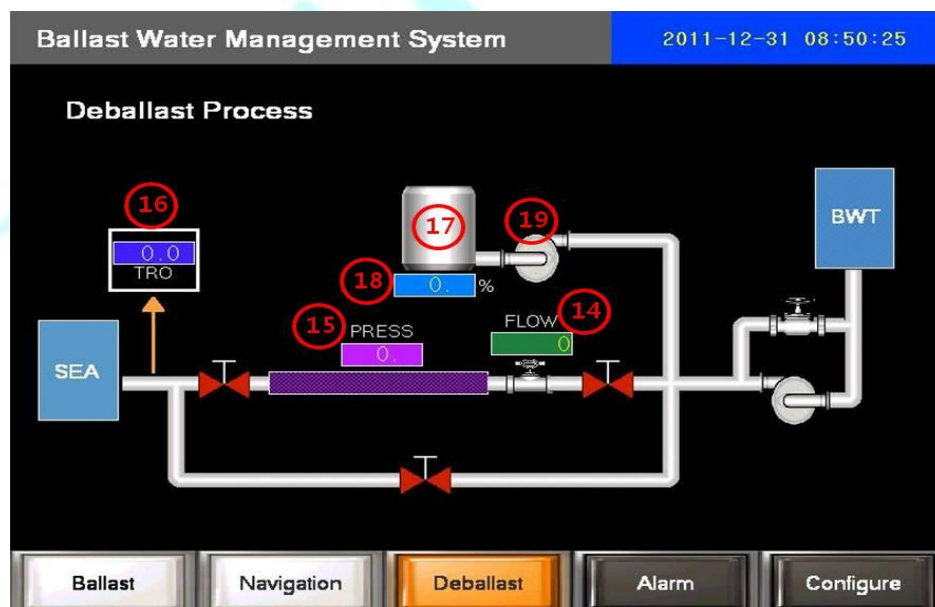 Ballast Water Management System
2011-12-31 08:50:25
Deballast Process
16
17
19
BWT
0.0
TRO
18
0. %
15
PRESS
FLOW
14
0.
0
SEA
Ballast
Navigation
Deballast
Alarm
Configure